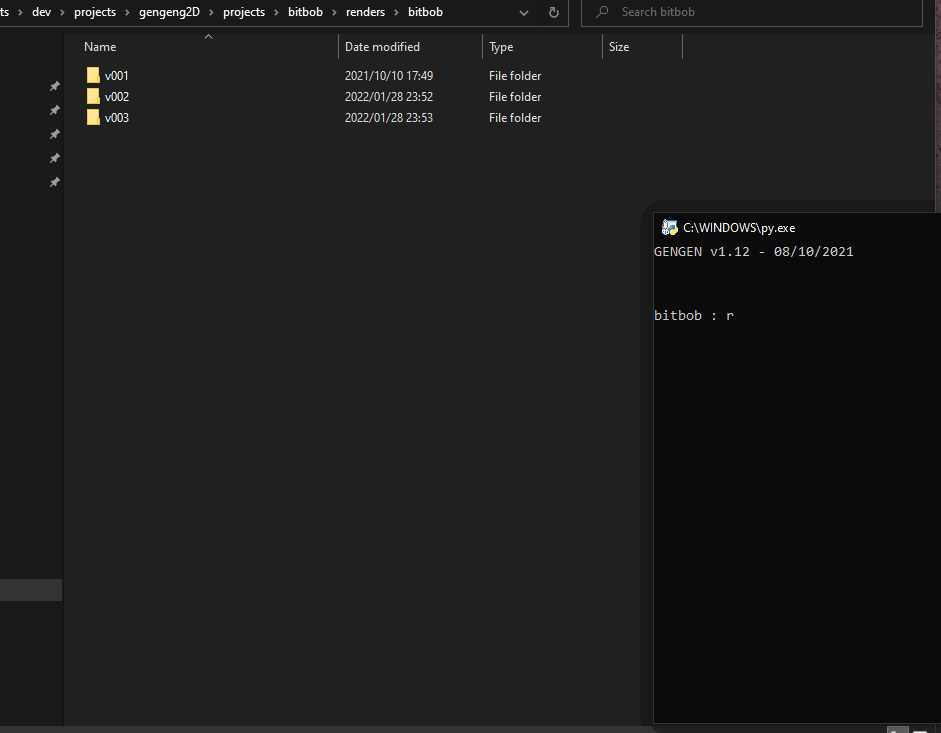 ts > dev > projects > gengeng2D > projects > bitbob > renders > bitbob
Search bitbob
Name Date modified Type Size
v001 2021/10/10 17:49 File folder
v002 2022/01/28 23:52 File folder
v003 2022/01/28 23:53 File folder
C:\WINDOWS\py.exe
GENGEN v1.12 - 08/10/2021
bitbob : r